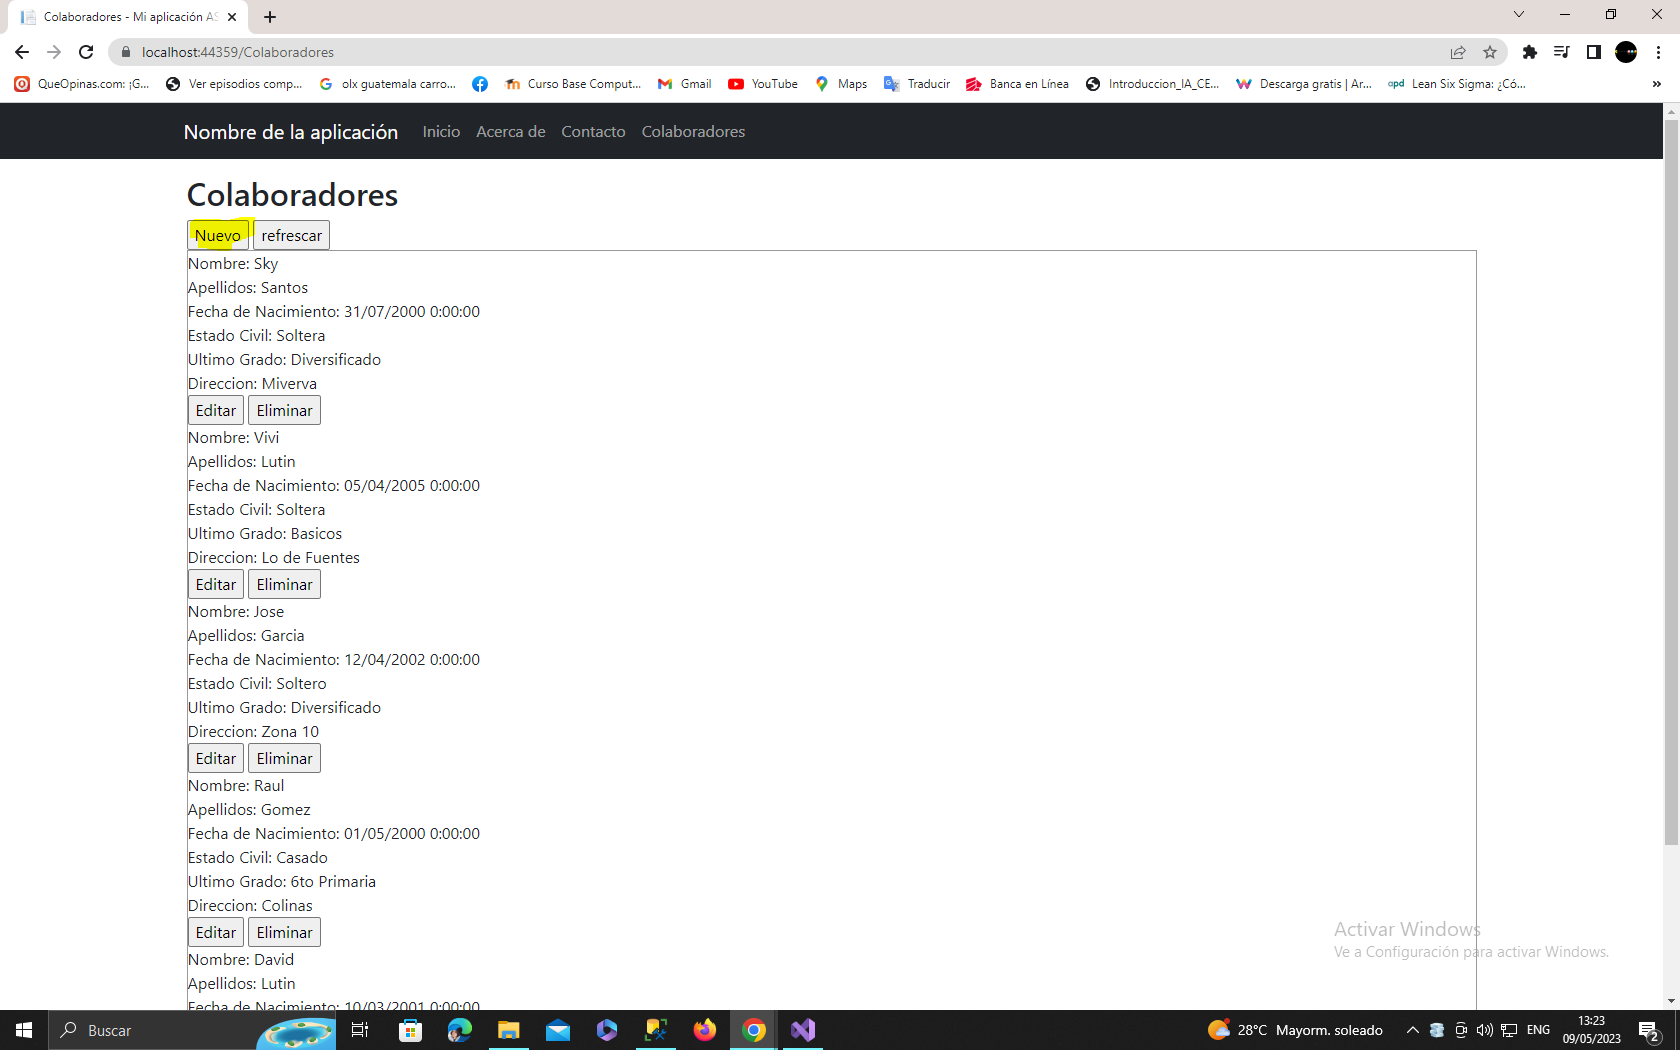 Colaboradores - Mi aplicación AS
localhost:44359/Colaboradores
QueOpinas.com: ¡G... Ver episodios comp... olx guatemala carro... Curso Base Comput... Gmail YouTube Maps Traducir Banca en Línea Introduccion_IA_CE... Descarga gratis | Ar... apd Lean Six Sigma: ¿Có... »
Nombre de la aplicación Inicio Acerca de Contacto Colaboradores
Colaboradores
Nuevo refrescar
Nombre: Sky
Apellidos: Santos
Fecha de Nacimiento: 31/07/2000 0:00:00
Estado Civil: Soltera
Ultimo Grado: Diversificado
Direccion: Miverva
Editar Eliminar
Nombre: Vivi
Apellidos: Lutin
Fecha de Nacimiento: 05/04/2005 0:00:00
Estado Civil: Soltera
Ultimo Grado: Basicos
Direccion: Lo de Fuentes
Editar Eliminar
Nombre: Jose
Apellidos: Garcia
Fecha de Nacimiento: 12/04/2002 0:00:00
Estado Civil: Soltero
Ultimo Grado: Diversificado
Direccion: Zona 10
Editar Eliminar
Nombre: Raul
Apellidos: Gomez
Fecha de Nacimiento: 01/05/2000 0:00:00
Estado Civil: Casado
Ultimo Grado: 6to Primaria
Direccion: Colinas
Editar Eliminar
Nombre: David
Apellidos: Lutin
Fecha de Nacimiento: 10/03/2001 0:00:00
Activar Windows
Ve a Configuración para activar Windows.
Buscar
28°C Mayorm. soleado
ENG
13:23
09/05/2023
2